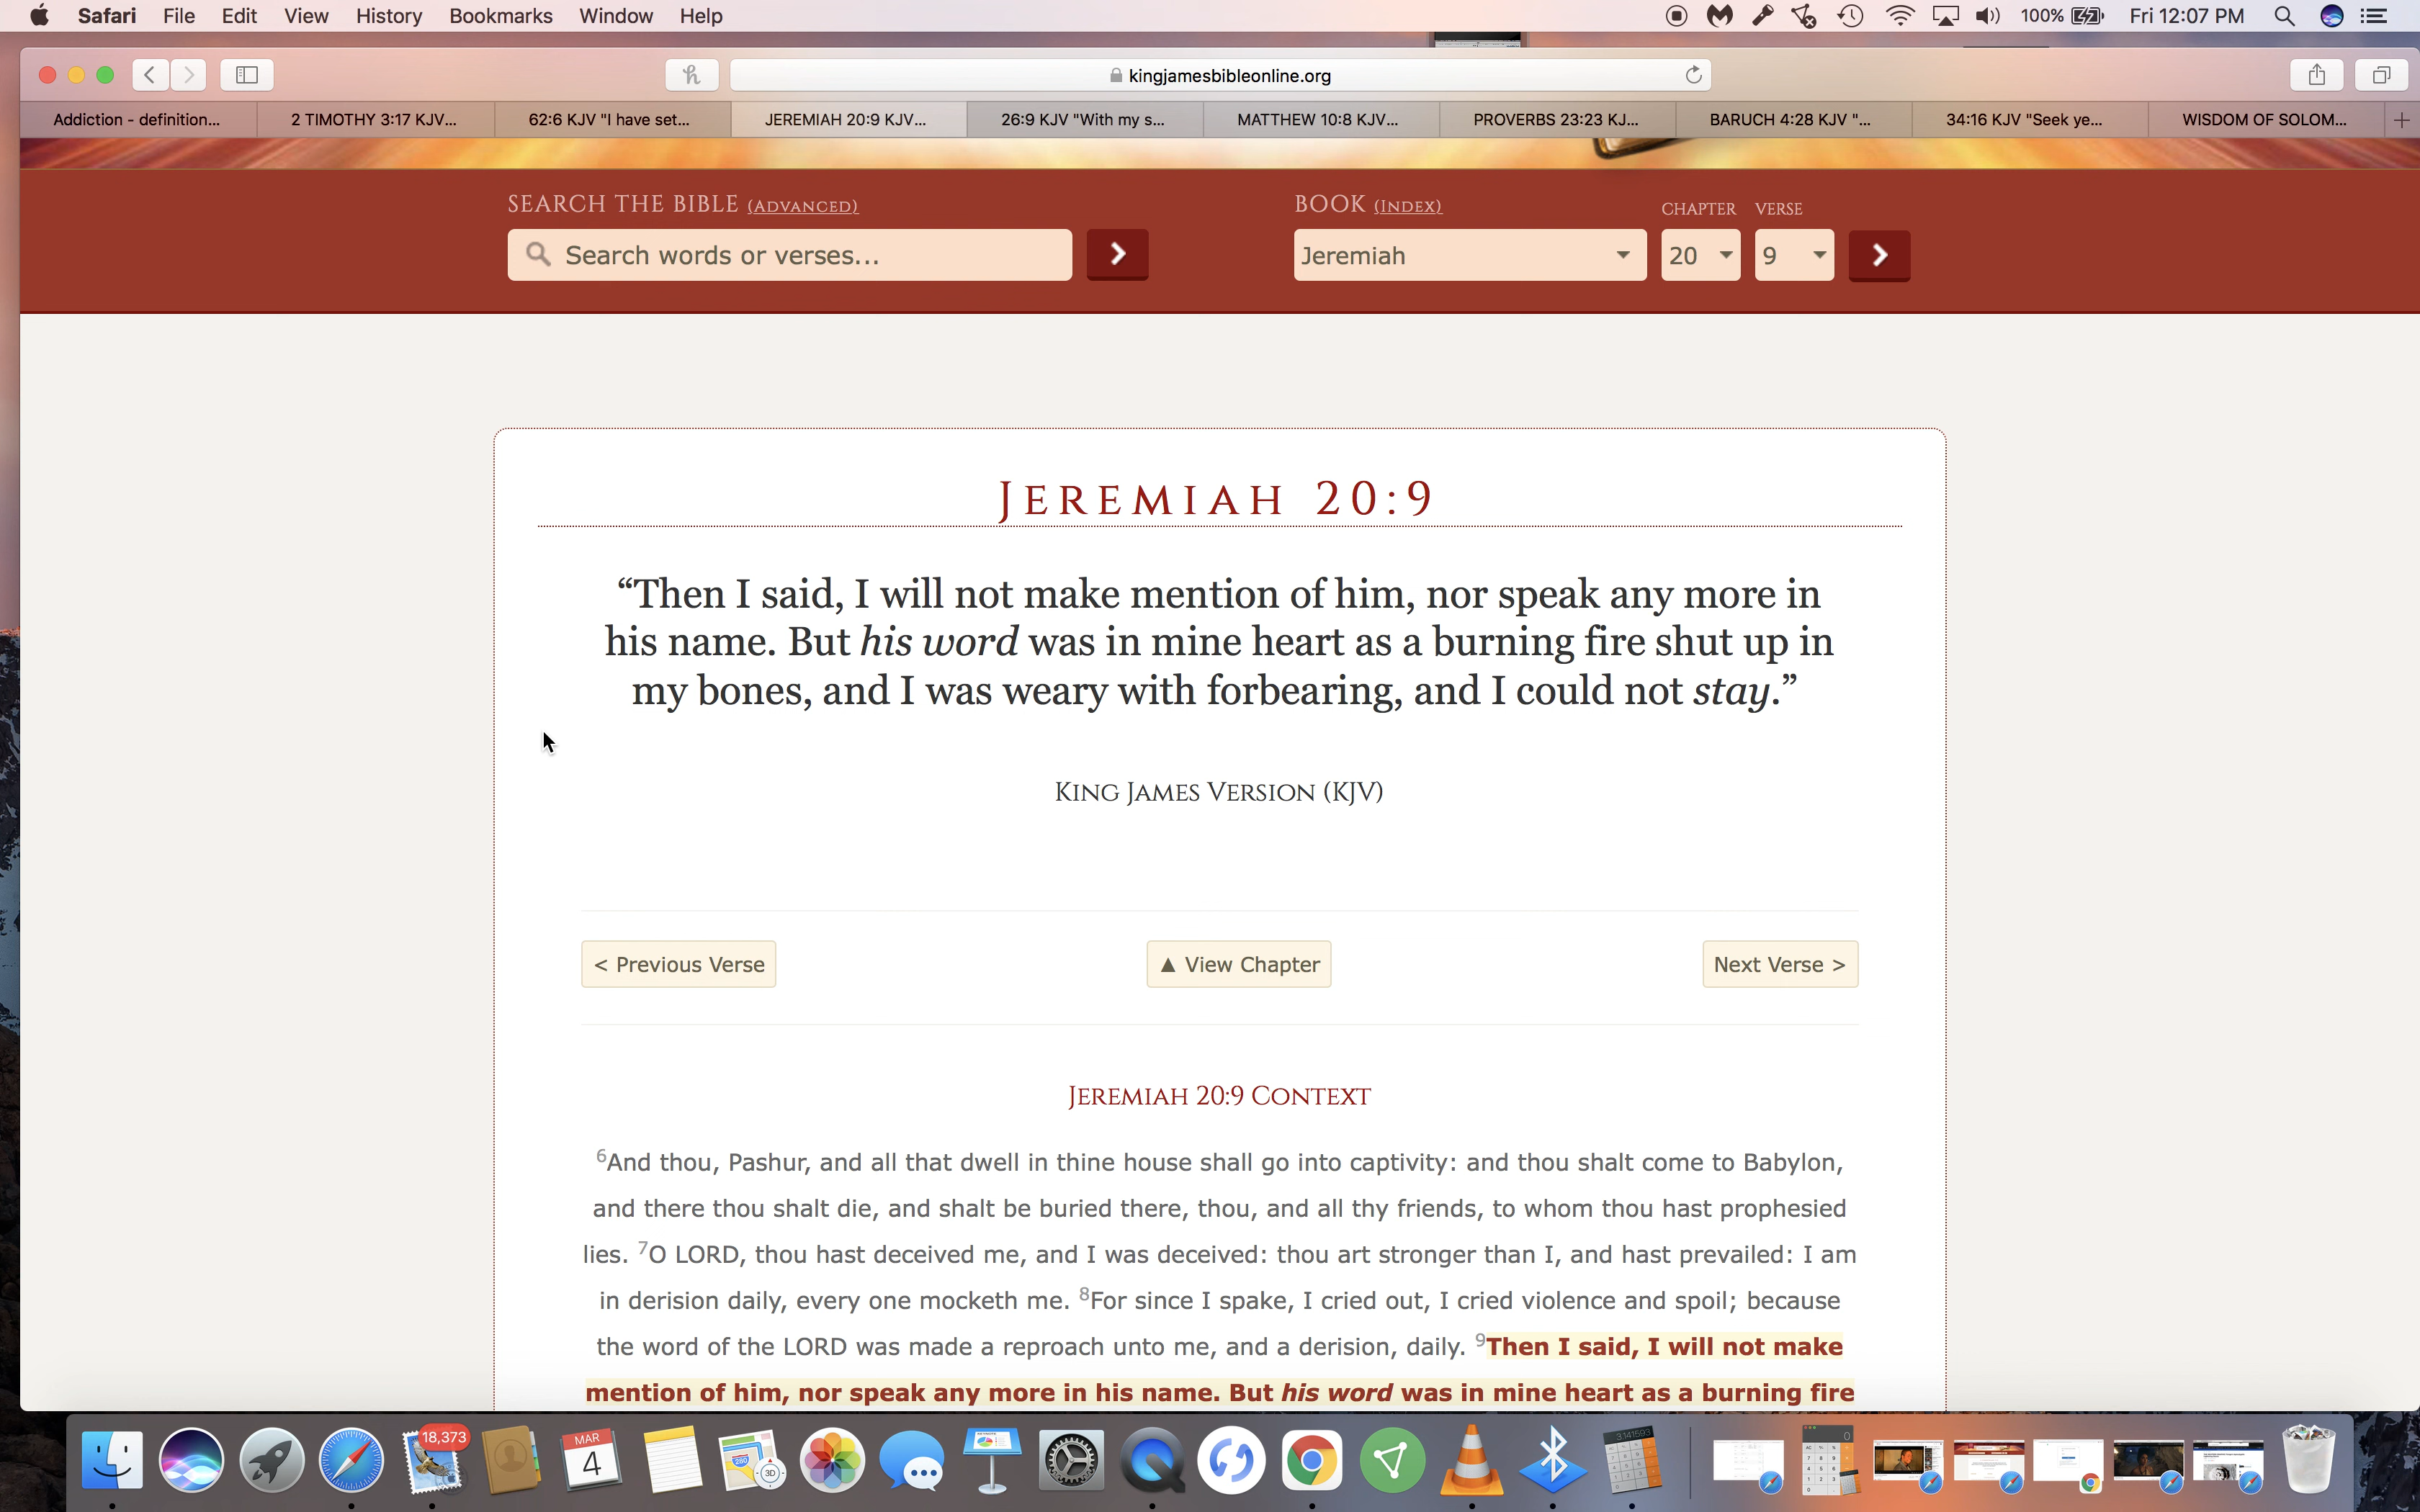 Safari File Edit View History Bookmarks Window Help 100% Fri 12:07 PM
kingjamesbibleonline.org
Addiction - definition... 2 TIMOTHY 3:17 KJV... 62:6 KJV "I have set... JEREMIAH 20:9 KJV... 26:9 KJV "With my s... MATTHEW 10:8 KJV... PROVERBS 23:23 KJ... BARUCH 4:28 KJV "... 34:16 KJV "Seek ye... WISDOM OF SOLOM...
SEARCH THE BIBLE (ADVANCED) BOOK (INDEX) CHAPTER VERSE
Search words or verses... Jeremiah 20 9
JEREMIAH 20:9
“Then I said, I will not make mention of him, nor speak any more in
his name. But his word was in mine heart as a burning fire shut up in
my bones, and I was weary with forbearing, and I could not stay.”
KING JAMES VERSION (KJV)
< Previous Verse ▲ View Chapter Next Verse >
JEREMIAH 20:9 CONTEXT
6And thou, Pashur, and all that dwell in thine house shall go into captivity: and thou shalt come to Babylon,
and there thou shalt die, and shalt be buried there, thou, and all thy friends, to whom thou hast prophesied
lies. 7O LORD, thou hast deceived me, and I was deceived: thou art stronger than I, and hast prevailed: I am
in derision daily, every one mocketh me. 8For since I spake, I cried out, I cried violence and spoil; because
the word of the LORD was made a reproach unto me, and a derision, daily. 9Then I said, I will not make
mention of him, nor speak any more in his name. But his word was in mine heart as a burning fire
18,373
MAR
4
280
3D
3.141593